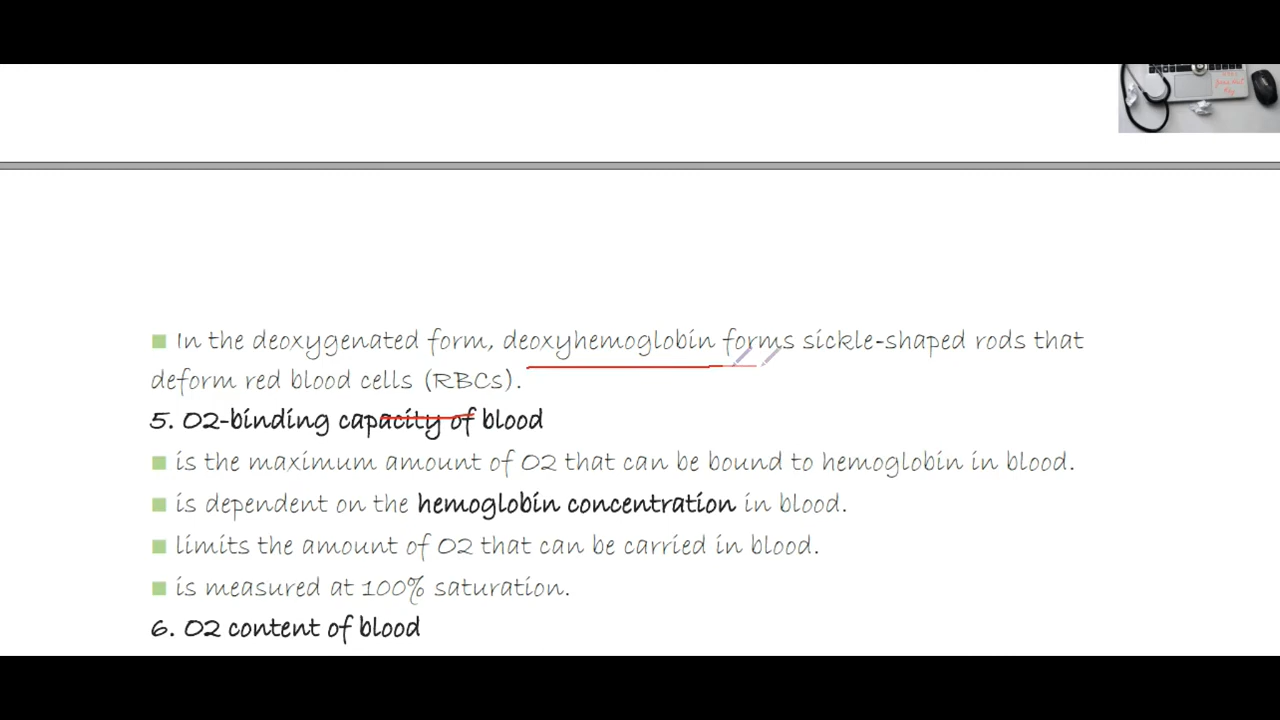 ■ In the deoxygenated form, deoxyhemoglobin forms sickle-shaped rods that
deform red blood cells (RBCs).
5. O2-binding capacity of blood
■ is the maximum amount of O2 that can be bound to hemoglobin in blood.
■ is dependent on the hemoglobin concentration in blood.
■ limits the amount of O2 that can be carried in blood.
■ is measured at 100% saturation.
6. O2 content of blood